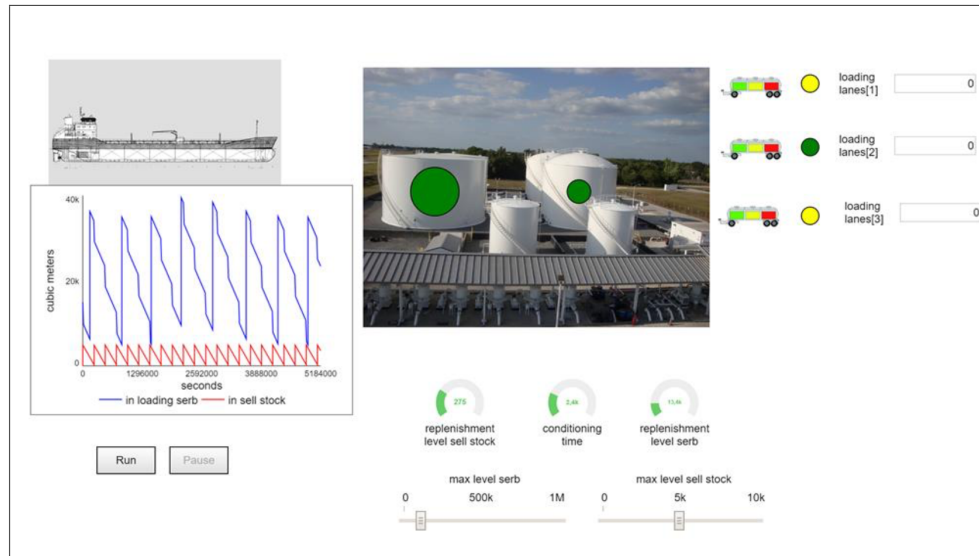 loading
lanes[1]
0
loading
lanes[2]
0
loading
lanes[3]
0
40k
20k
0
cubic meters
0 1296000 2592000 3888000 5184000
seconds
in loading serb in sell stock
275
replenishment
level sell stock
2,4k
conditioning
time
11,4k
replenishment
level serb
Run Pause
max level serb
0 500k 1M
max level sell stock
0 5k 10k